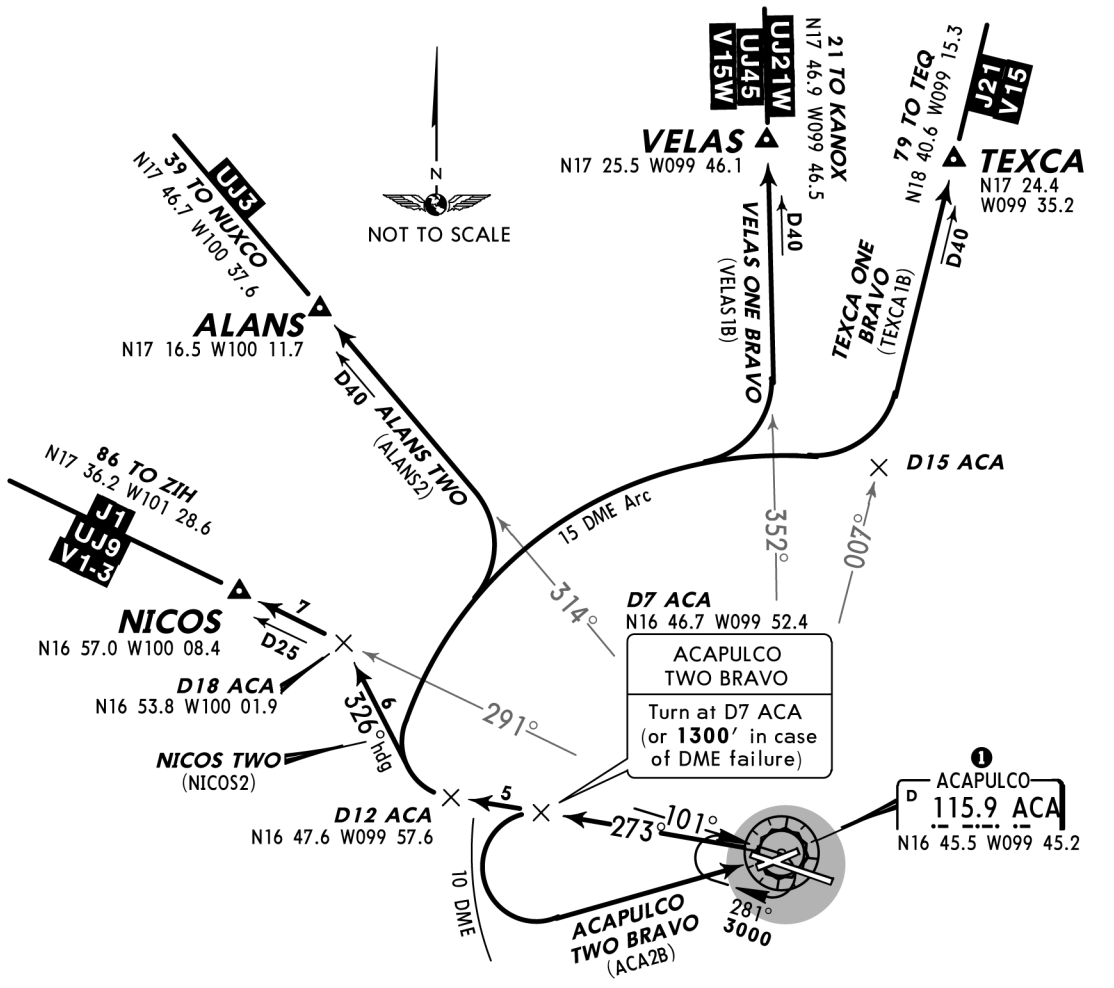 21 TO KANOX
N17 46.9 W099 46.5
UJ21W
UJ45
V15W
VELAS
N17 25.5 W099 46.1
D40
VELAS ONE BRAVO
(VELAS1B)
79 TO TEQ
N18 40.6 W099 15.3
J21
V15
TEXCA
N17 24.4
W099 35.2
D40
TEXCA ONE
BRAVO
(TEXCA1B)
N
NOT TO SCALE
UJ3
39 TO NUXCO
N17 46.7 W100 37.6
ALANS
N17 16.5 W100 11.7
D40
ALANS TWO
(ALANS2)
86 TO ZIH
N17 36.2 W101 28.6
J1
UJ9
V1-3
NICOS
N16 57.0 W100 08.4
7
D25
D18 ACA
N16 53.8 W100 01.9
6
326° hdg
NICOS TWO
(NICOS2)
15 DME Arc
D15 ACA
352°
007°
314°
291°
D7 ACA
N16 46.7 W099 52.4
ACAPULCO
TWO BRAVO
Turn at D7 ACA
(or 1300' in case
of DME failure)
D12 ACA
N16 47.6 W099 57.6
5
273°
101°
281°
3000
10 DME
ACAPULCO
TWO BRAVO
(ACA2B)
1
ACAPULCO
D 115.9 ACA
N16 45.5 W099 45.2